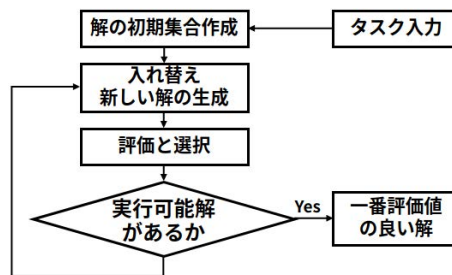 解の初期集合作成
タスク入力
入れ替え
新しい解の生成
評価と選択
実行可能解
があるか
Yes
一番評価値
の良い解